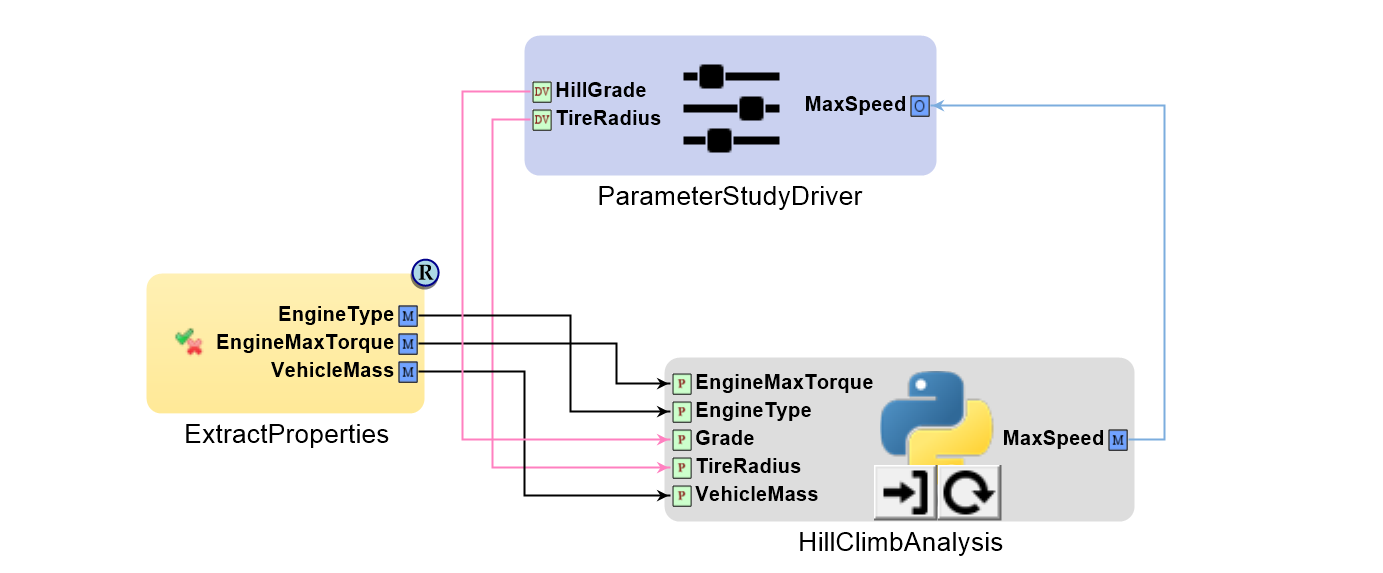 DV HillGrade
DV TireRadius
MaxSpeed O
ParameterStudyDriver
R
EngineType M
EngineMaxTorque M
VehicleMass M
ExtractProperties
P EngineMaxTorque
P EngineType
P Grade
P TireRadius
P VehicleMass
MaxSpeed M
HillClimbAnalysis